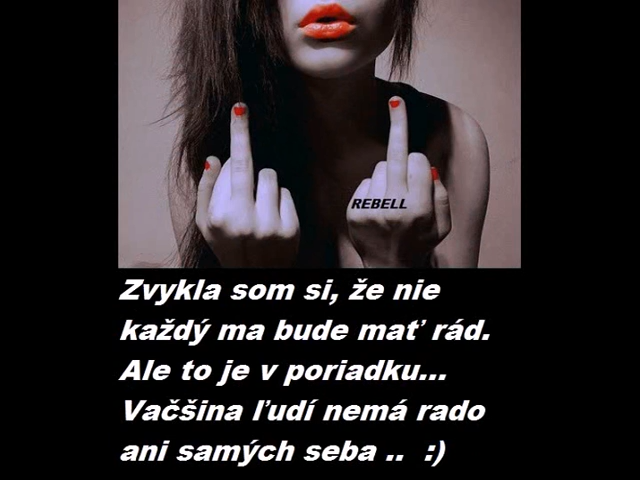 REBELL
Zvykla som si, že nie
každý ma bude mať rád.
Ale to je v poriadku...
Vačšina ľudí nemá rado
ani samých seba .. :)